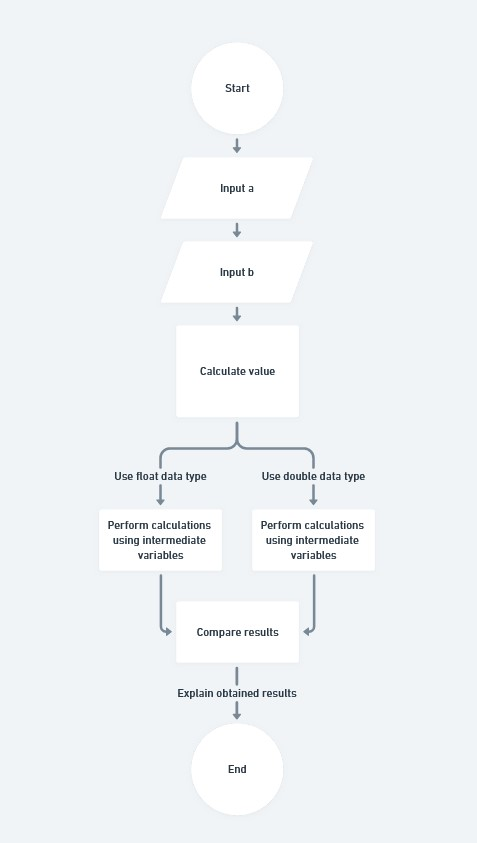 Start
Input a
Input b
Calculate value
Use float data type
Use double data type
Perform calculations
using intermediate
variables
Perform calculations
using intermediate
variables
Compare results
Explain obtained results
End